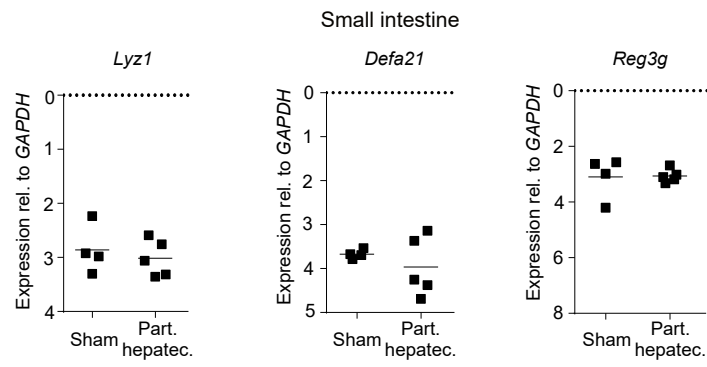 Small intestine
Lyz1
Expression rel. to GAPDH
0
1
2
3
4
Sham
Part.
hepatec.
Defa21
Expression rel. to GAPDH
0
1
2
3
4
5
Sham
Part.
hepatec.
Reg3g
Expression rel. to GAPDH
0
2
4
6
8
Sham
Part.
hepatec.